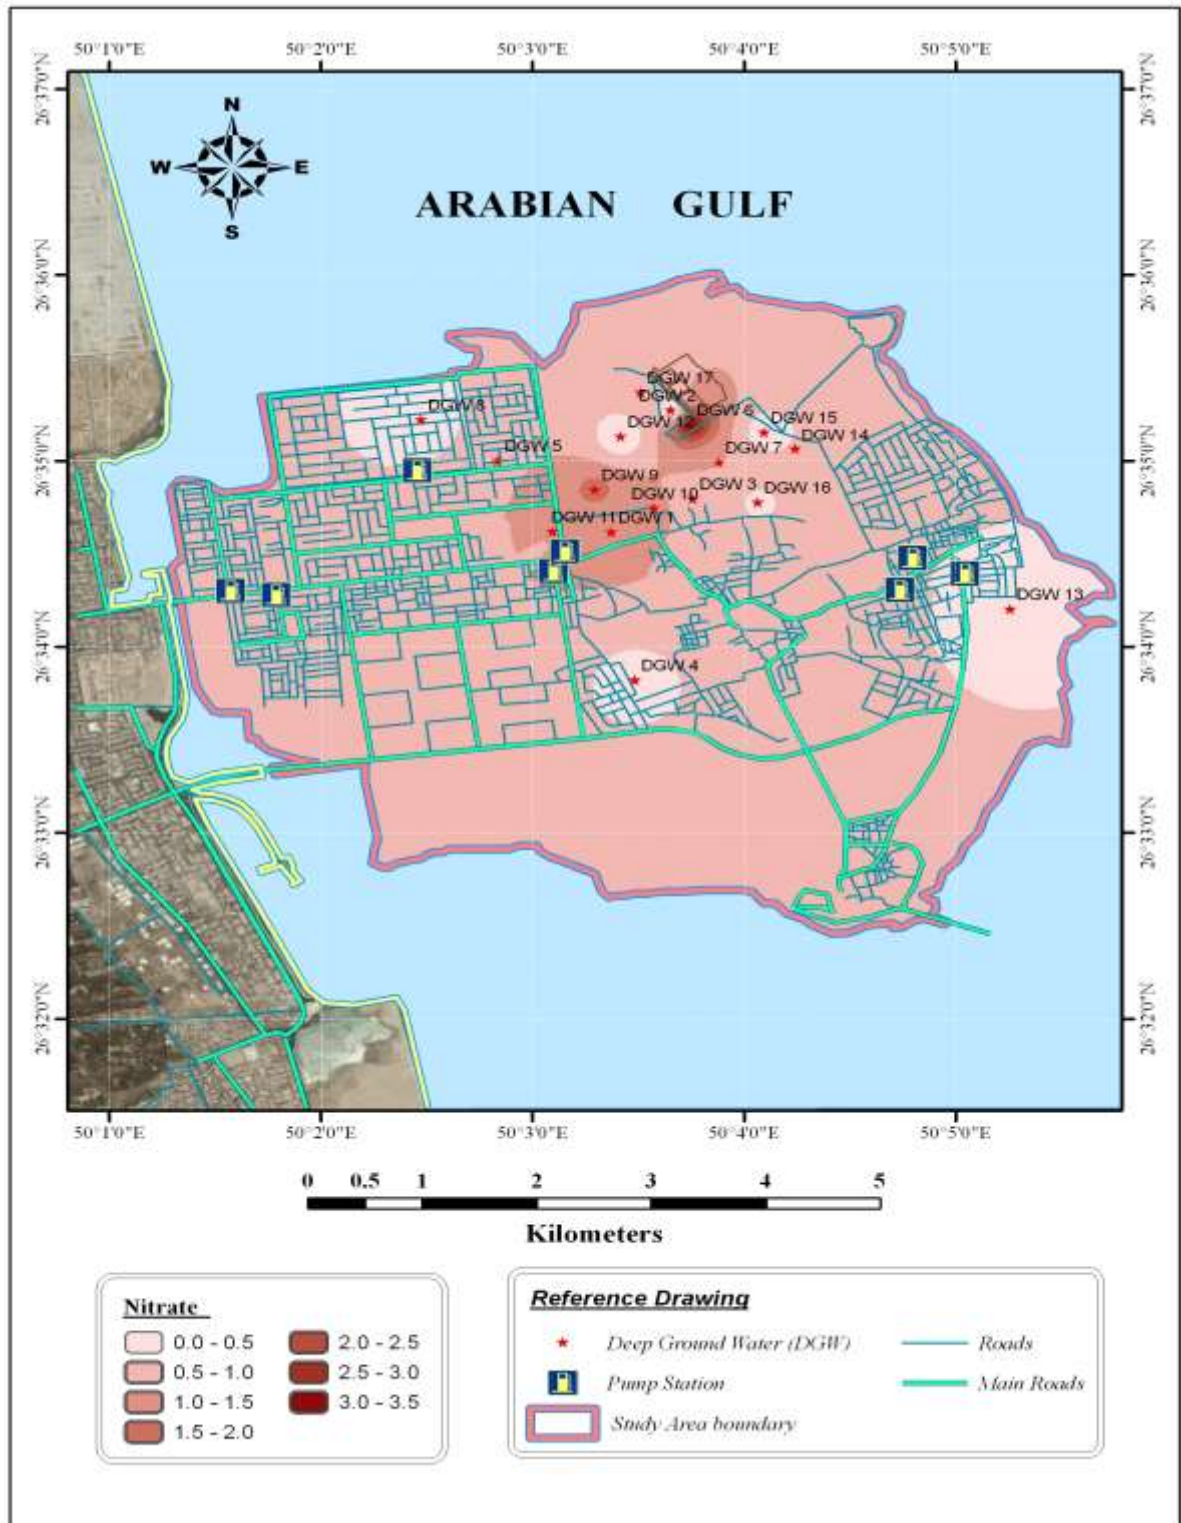 50°1'0"E 50°2'0"E 50°3'0"E 50°4'0"E 50°5'0"E
26°37'0"N 26°37'0"N
N
W E
S
ARABIAN GULF
26°36'0"N 26°36'0"N
DGW 17
DGW 2
DGW 8 DGW 12 DGW 6 DGW 15
DGW 14
DGW 5 DGW 7
26°35'0"N 26°35'0"N
DGW 9 DGW 3 DGW 16
DGW 10
DGW 11 DGW 1
DGW 13
26°34'0"N 26°34'0"N
DGW 4
26°33'0"N 26°33'0"N
26°32'0"N 26°32'0"N
50°1'0"E 50°2'0"E 50°3'0"E 50°4'0"E 50°5'0"E
0 0.5 1 2 3 4 5
Kilometers
Nitrate
0.0 - 0.5 2.0 - 2.5
0.5 - 1.0 2.5 - 3.0
1.0 - 1.5 3.0 - 3.5
1.5 - 2.0
Reference Drawing
Deep Ground Water (DGW) Roads
Pump Station Main Roads
Study Area boundary